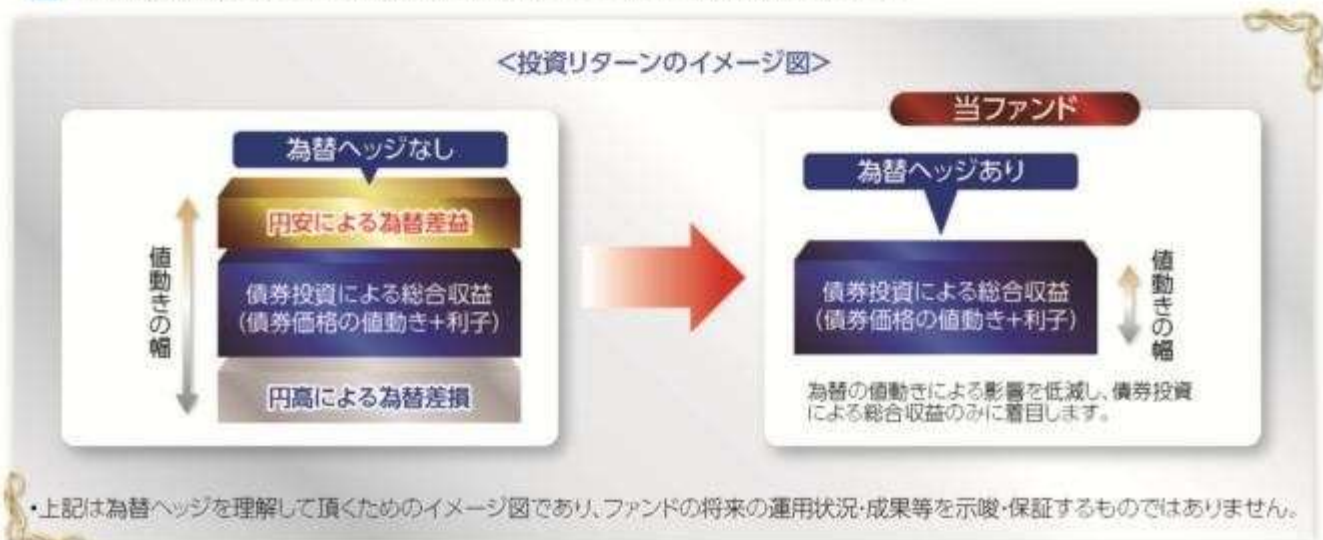 <投資リターンのイメージ図>
為替ヘッジなし
円安による為替差益
債券投資による総合収益
(債券価格の値動き+利子)
円高による為替差損
値動きの幅
当ファンド
為替ヘッジあり
債券投資による総合収益
(債券価格の値動き+利子)
値動きの幅
為替の値動きによる影響を低減し、債券投資
による総合収益のみに着目します。
・上記は為替ヘッジを理解して頂くためのイメージ図であり、ファンドの将来の運用状況・成果等を示唆・保証するものではありません。